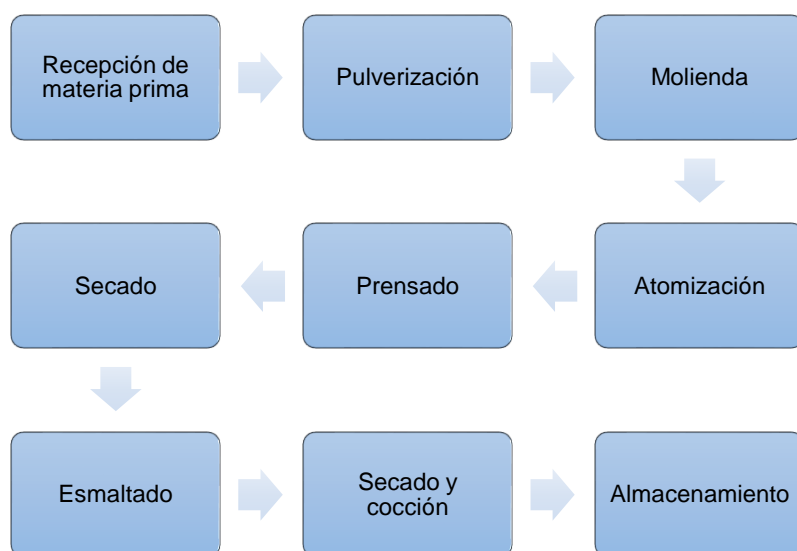 Recepción de
materia prima
Pulverización
Molienda
Atomización
Prensado
Secado
Esmaltado
Secado y
cocción
Almacenamiento